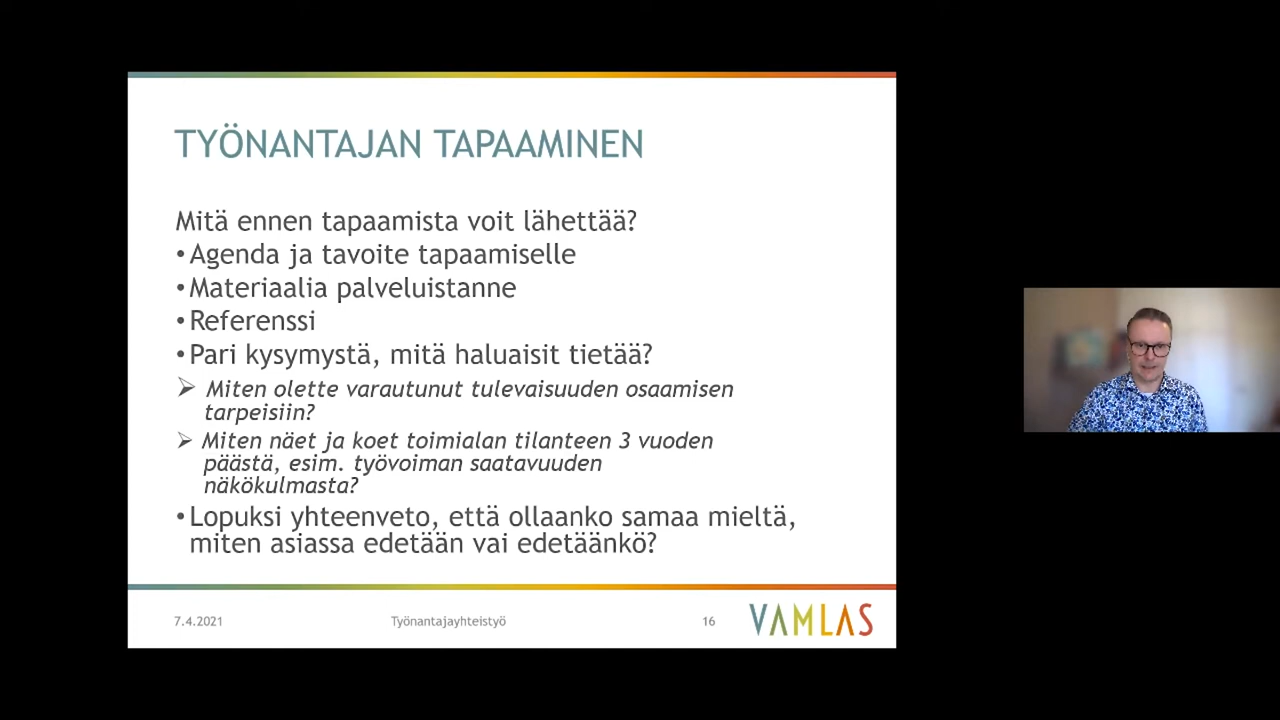 TYÖNANTAJAN TAPAAMINEN
Mitä ennen tapaamista voit lähettää?
•Agenda ja tavoite tapaamiselle
•Materiaalia palveluistanne
•Referenssi
•Pari kysymystä, mitä haluaisit tietää?
➢ Miten olette varautunut tulevaisuuden osaamisen
tarpeisiin?
➢ Miten näet ja koet toimialan tilanteen 3 vuoden
päästä, esim. työvoiman saatavuuden
näkökulmasta?
•Lopuksi yhteenveto, että ollaanko samaa mieltä,
miten asiassa edetään vai edetäänkö?
7.4.2021 Työnantajayhteistyö 16 VAMLAS